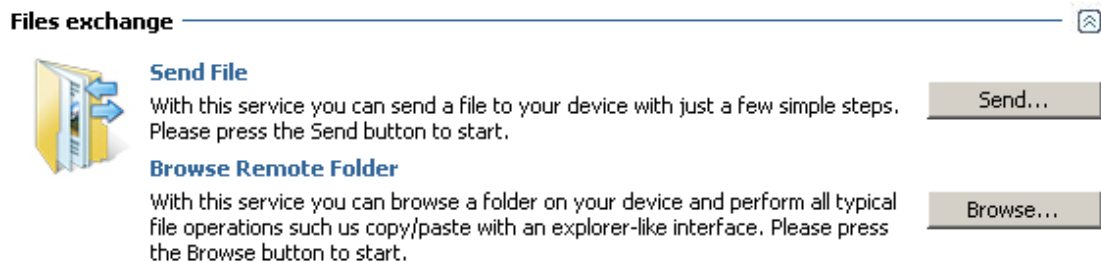 Files exchange
Send File
With this service you can send a file to your device with just a few simple steps.
Please press the Send button to start.
Send...
Browse Remote Folder
With this service you can browse a folder on your device and perform all typical
file operations such us copy/paste with an explorer-like interface. Please press
the Browse button to start.
Browse...